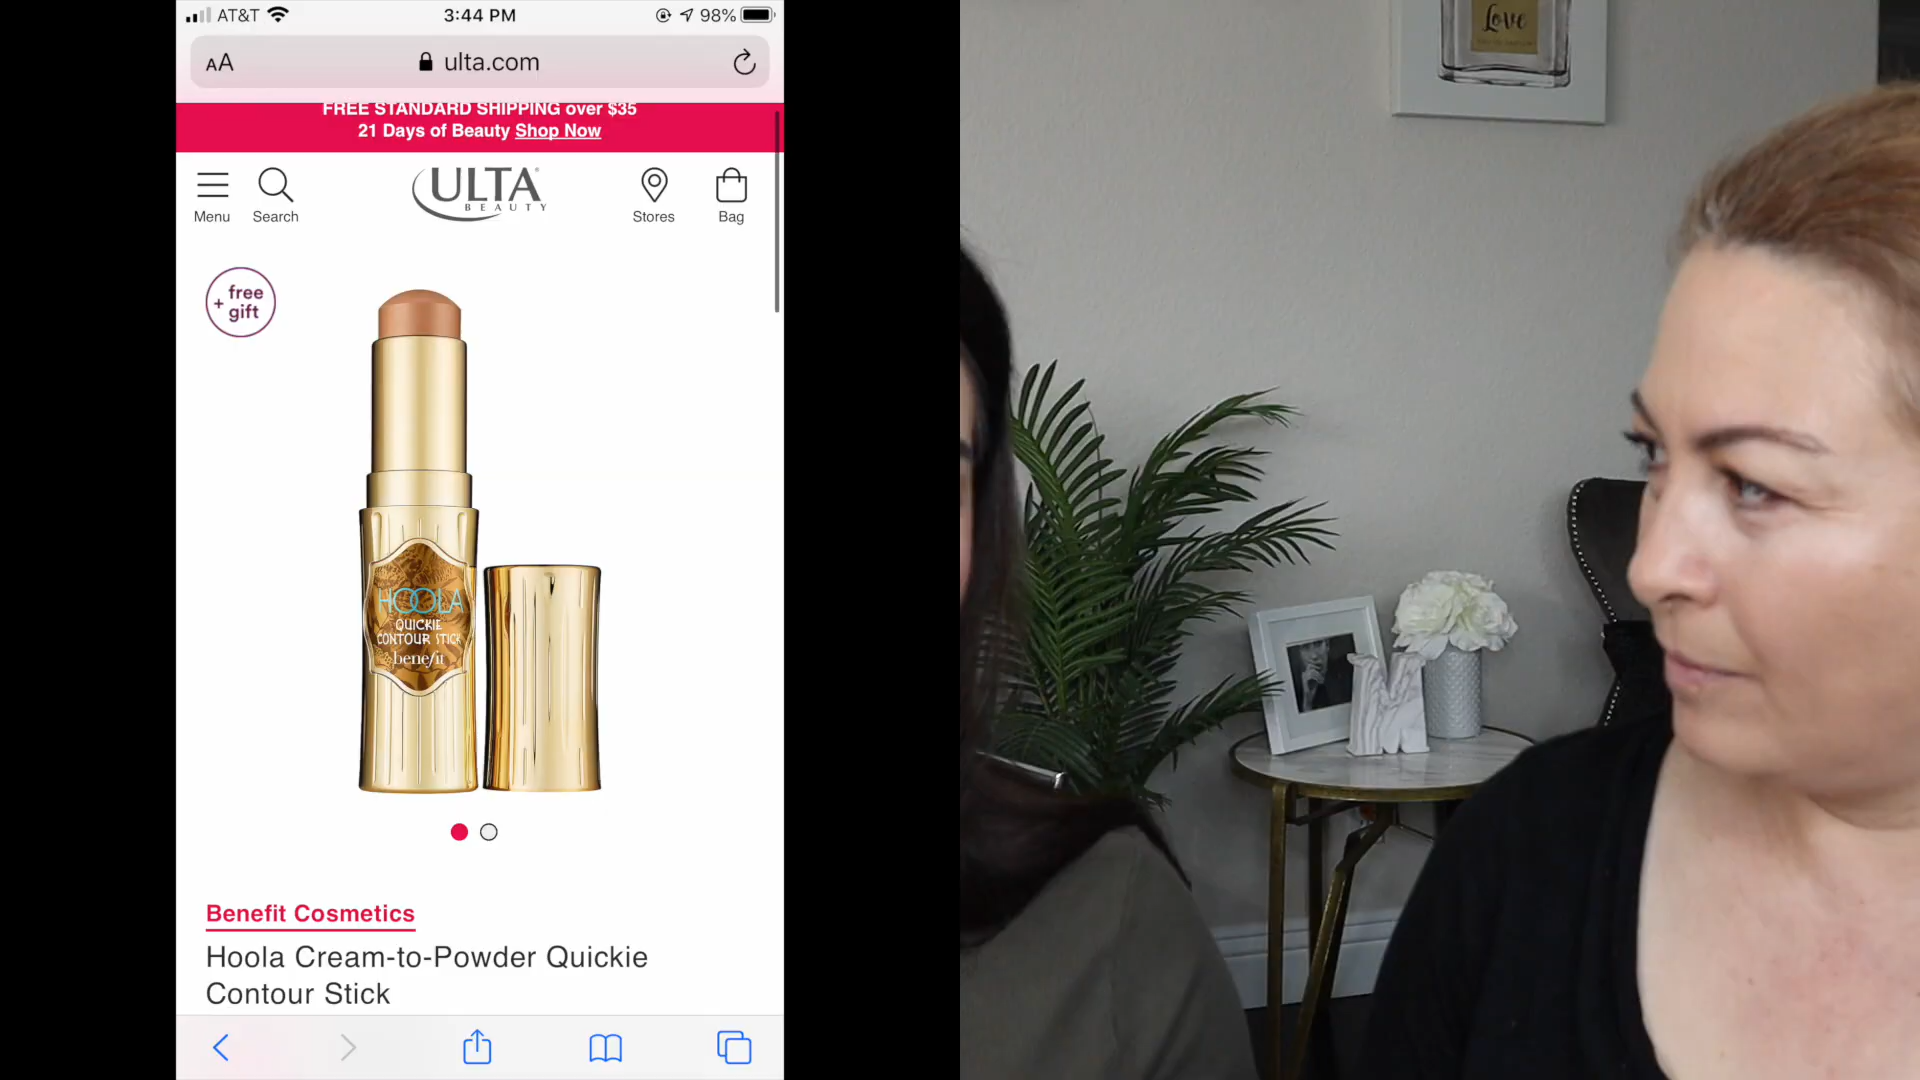 AT&T 3:44 PM 98%
AA ulta.com
FREE STANDARD SHIPPING over $35
21 Days of Beauty Shop Now
Menu Search ULTA BEAUTY Stores Bag
+ free gift
HOOLA
QUICKIE
CONTOUR STICK
benefit
Benefit Cosmetics
Hoola Cream-to-Powder Quickie
Contour Stick
Love
M